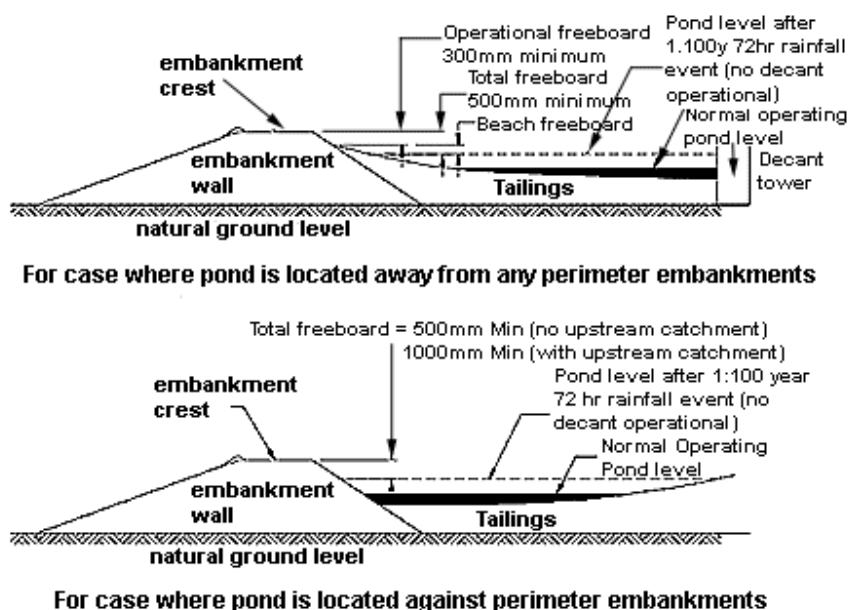 Operational freeboard
300mm minimum
Total freeboard
500mm minimum
Beach freeboard
Pond level after
1.100y 72hr rainfall
event (no decant
operational)
Normal operating
pond level
Decant
tower
embankment
crest
embankment
wall
Tailings
natural ground level
For case where pond is located away from any perimeter embankments
Total freeboard = 500mm Min (no upstream catchment)
1000mm Min (with upstream catchment)
Pond level after 1:100 year
72 hr rainfall event (no
decant operational)
Normal Operating
Pond level
embankment
crest
embankment
wall
Tailings
natural ground level
For case where pond is located against perimeter embankments